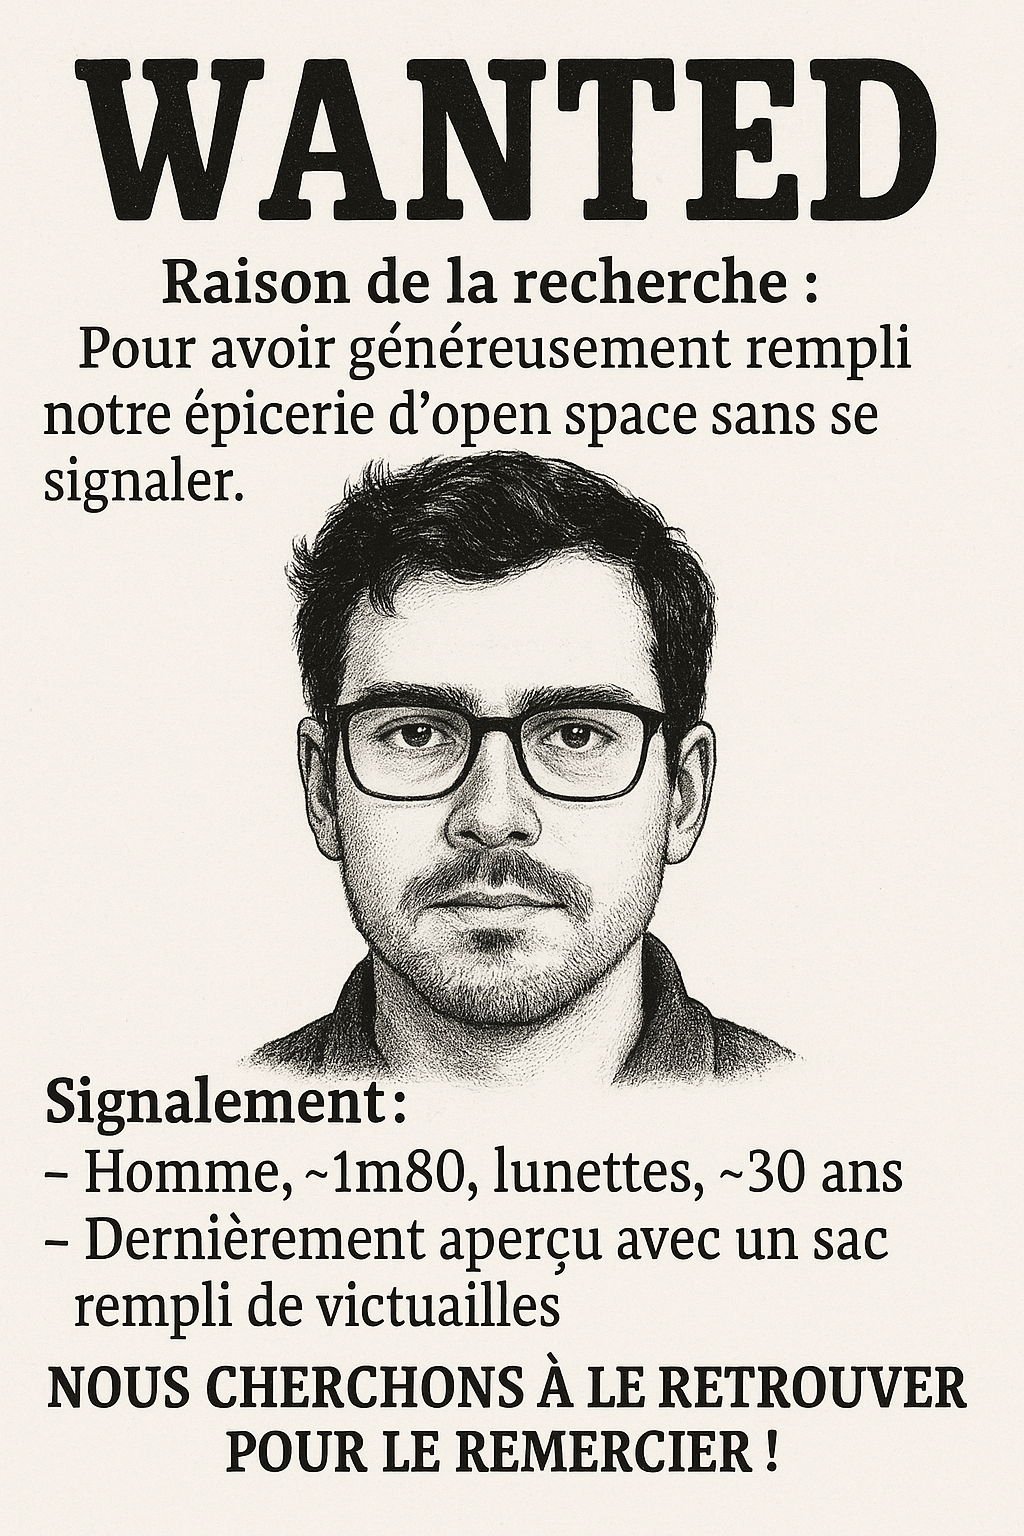 WANTED
Raison de la recherche :
Pour avoir généreusement rempli
notre épicerie d’open space sans se
signaler.
Signalement:
– Homme, ~1m80, lunettes, ~30 ans
– Dernièrement aperçu avec un sac
rempli de victuailles
NOUS CHERCHONS À LE RETROUVER
POUR LE REMERCIER !